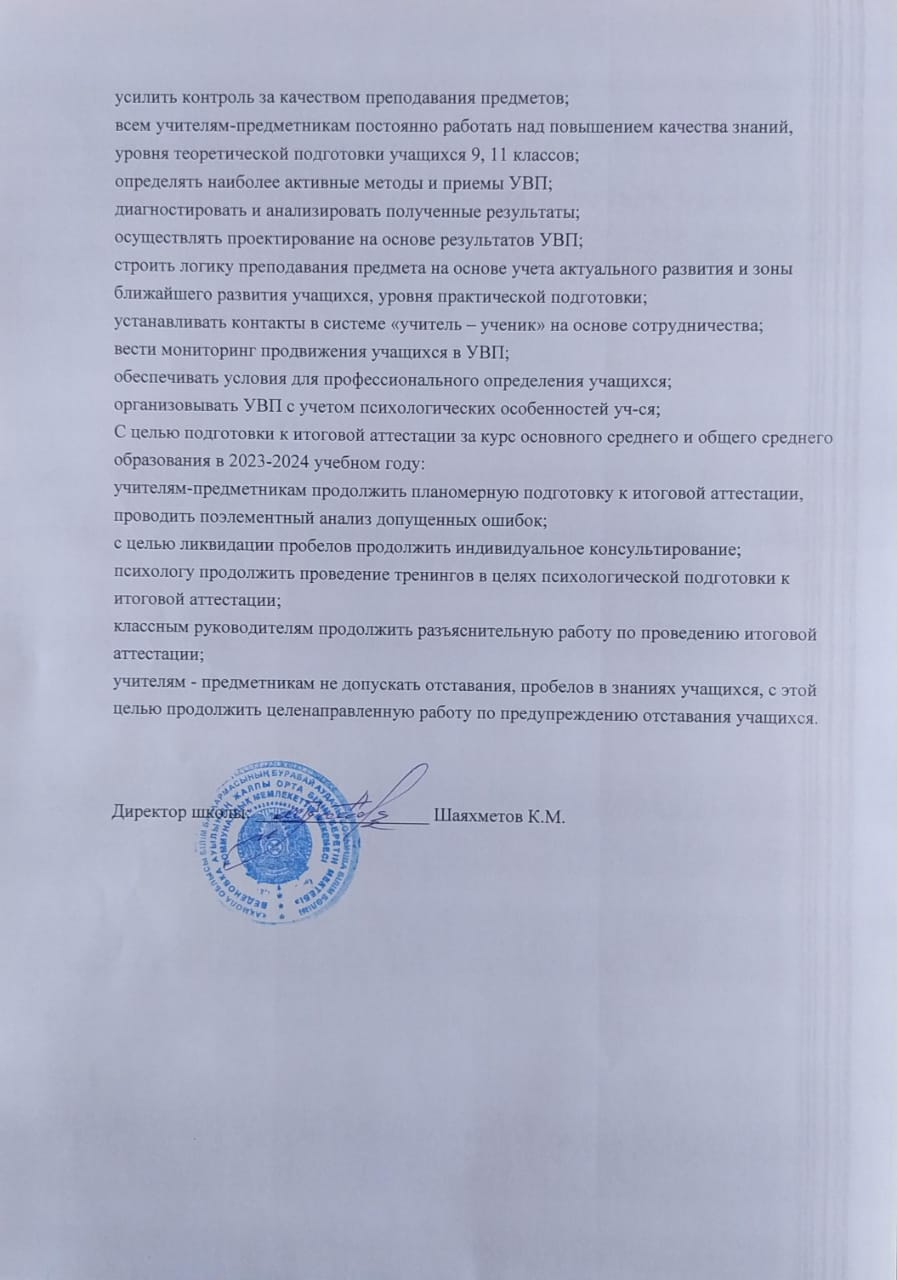 усилить контроль за качеством преподавания предметов;
всем учителям-предметникам постоянно работать над повышением качества знаний,
уровня теоретической подготовки учащихся 9, 11 классов;
определять наиболее активные методы и приемы УВП;
диагностировать и анализировать полученные результаты;
осуществлять проектирование на основе результатов УВП;
строить логику преподавания предмета на основе учета актуального развития и зоны
ближайшего развития учащихся, уровня практической подготовки;
устанавливать контакты в системе «учитель – ученик» на основе сотрудничества;
вести мониторинг продвижения учащихся в УВП;
обеспечивать условия для профессионального определения учащихся;
организовывать УВП с учетом психологических особенностей уч-ся;
С целью подготовки к итоговой аттестации за курс основного среднего и общего среднего
образования в 2023-2024 учебном году:
учителям-предметникам продолжить планомерную подготовку к итоговой аттестации,
проводить поэлементный анализ допущенных ошибок;
с целью ликвидации пробелов продолжить индивидуальное консультирование;
психологу продолжить проведение тренингов в целях психологической подготовки к
итоговой аттестации;
классным руководителям продолжить разъяснительную работу по проведению итоговой
аттестации;
учителям - предметникам не допускать отставания, пробелов в знаниях учащихся, с этой
целью продолжить целенаправленную работу по предупреждению отставания учащихся.
Директор школы: Шаяхметов К.М.